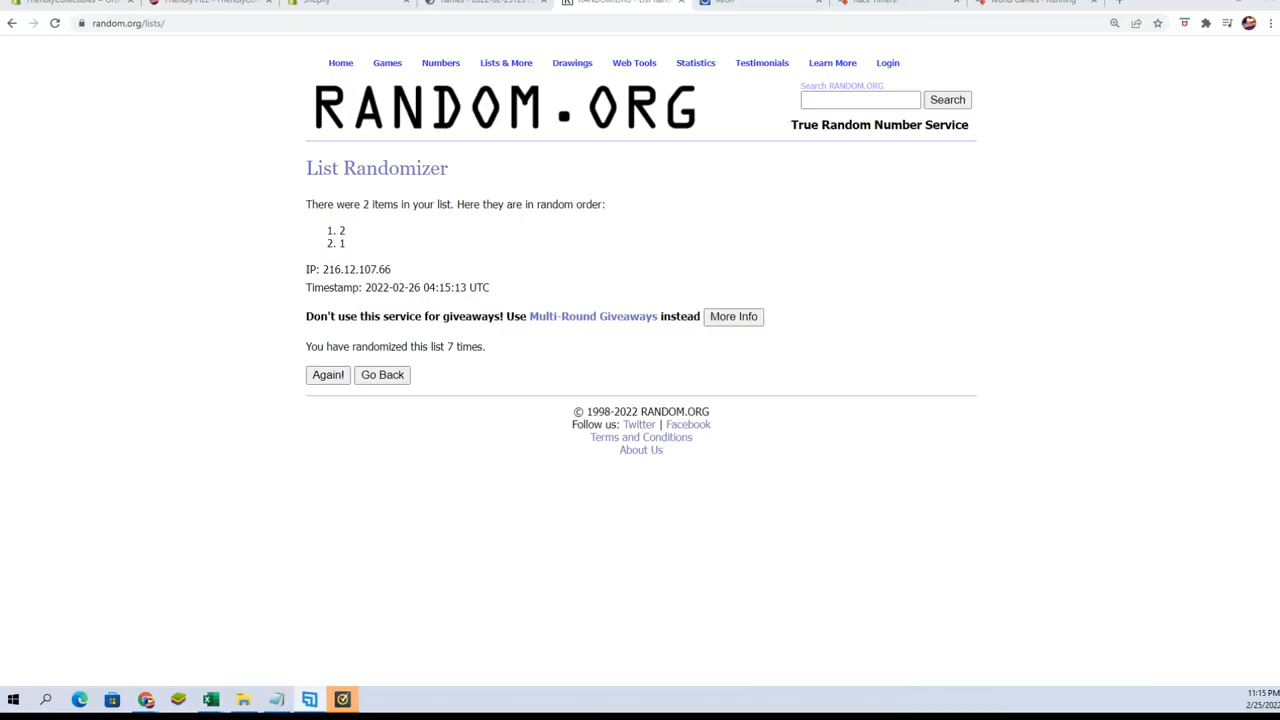 random.org/lists/
Home Games Numbers Lists & More Drawings Web Tools Statistics Testimonials Learn More Login
RANDOM.ORG
Search RANDOM.ORG
Search
True Random Number Service
List Randomizer
There were 2 items in your list. Here they are in random order:
1. 2
2. 1
IP: 216.12.107.66
Timestamp: 2022-02-26 04:15:13 UTC
Don't use this service for giveaways! Use Multi-Round Giveaways instead More Info
You have randomized this list 7 times.
Again! Go Back
© 1998-2022 RANDOM.ORG
Follow us: Twitter | Facebook
Terms and Conditions
About Us
11:15 PM
2/25/2022